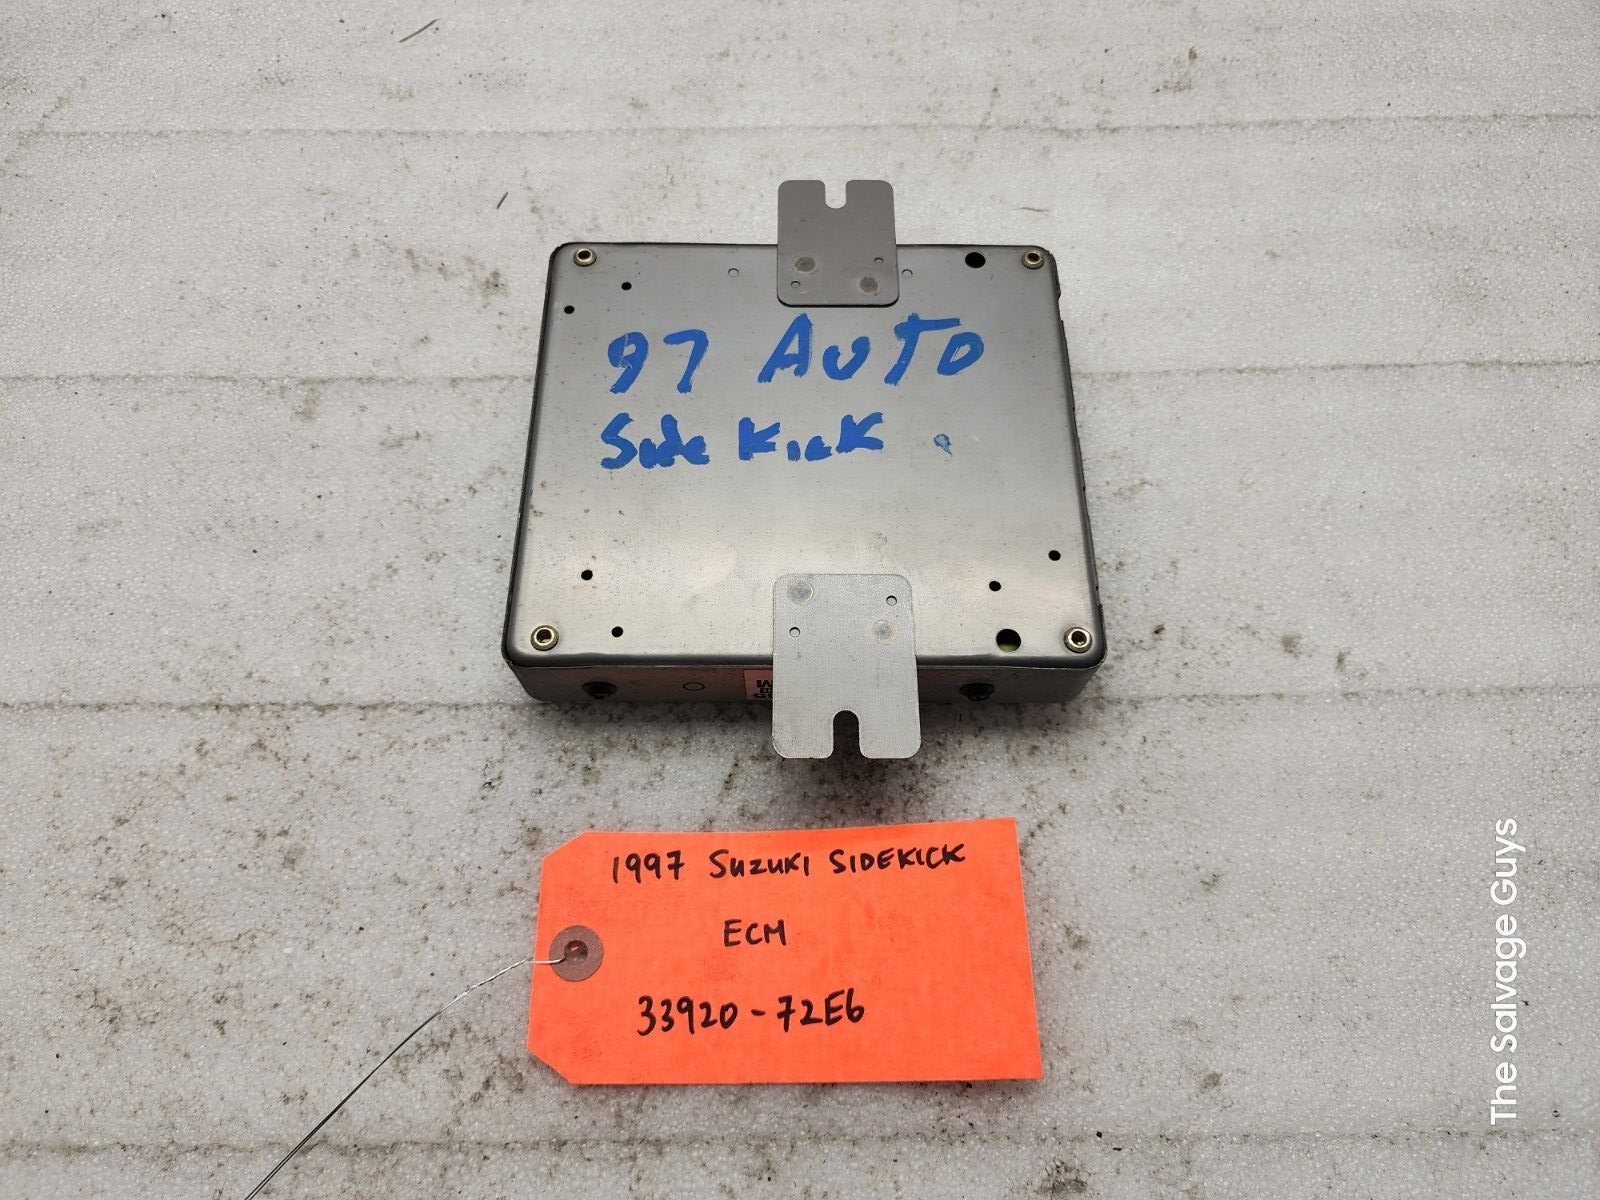 97 AUTO
Side Kick
1997 SUZUKI SIDEKICK
ECM
33920-72E6
The Salvage Guys